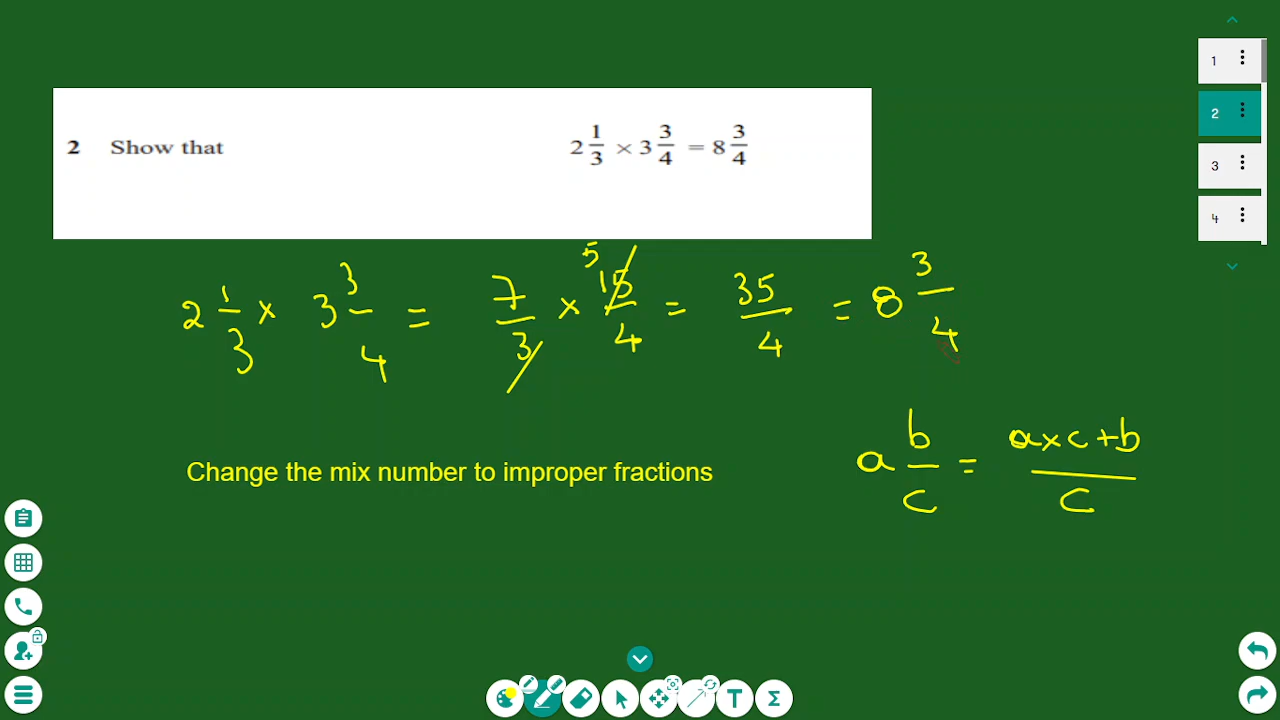 2 Show that 2 1/3 × 3 3/4 = 8 3/4
2 1/3 × 3 3/4 = 7/3 × 5 15/4 = 35/4 = 8 3/4
a b/c = a×c+b/c
Change the mix number to improper fractions
1
2
3
4
T
Σ